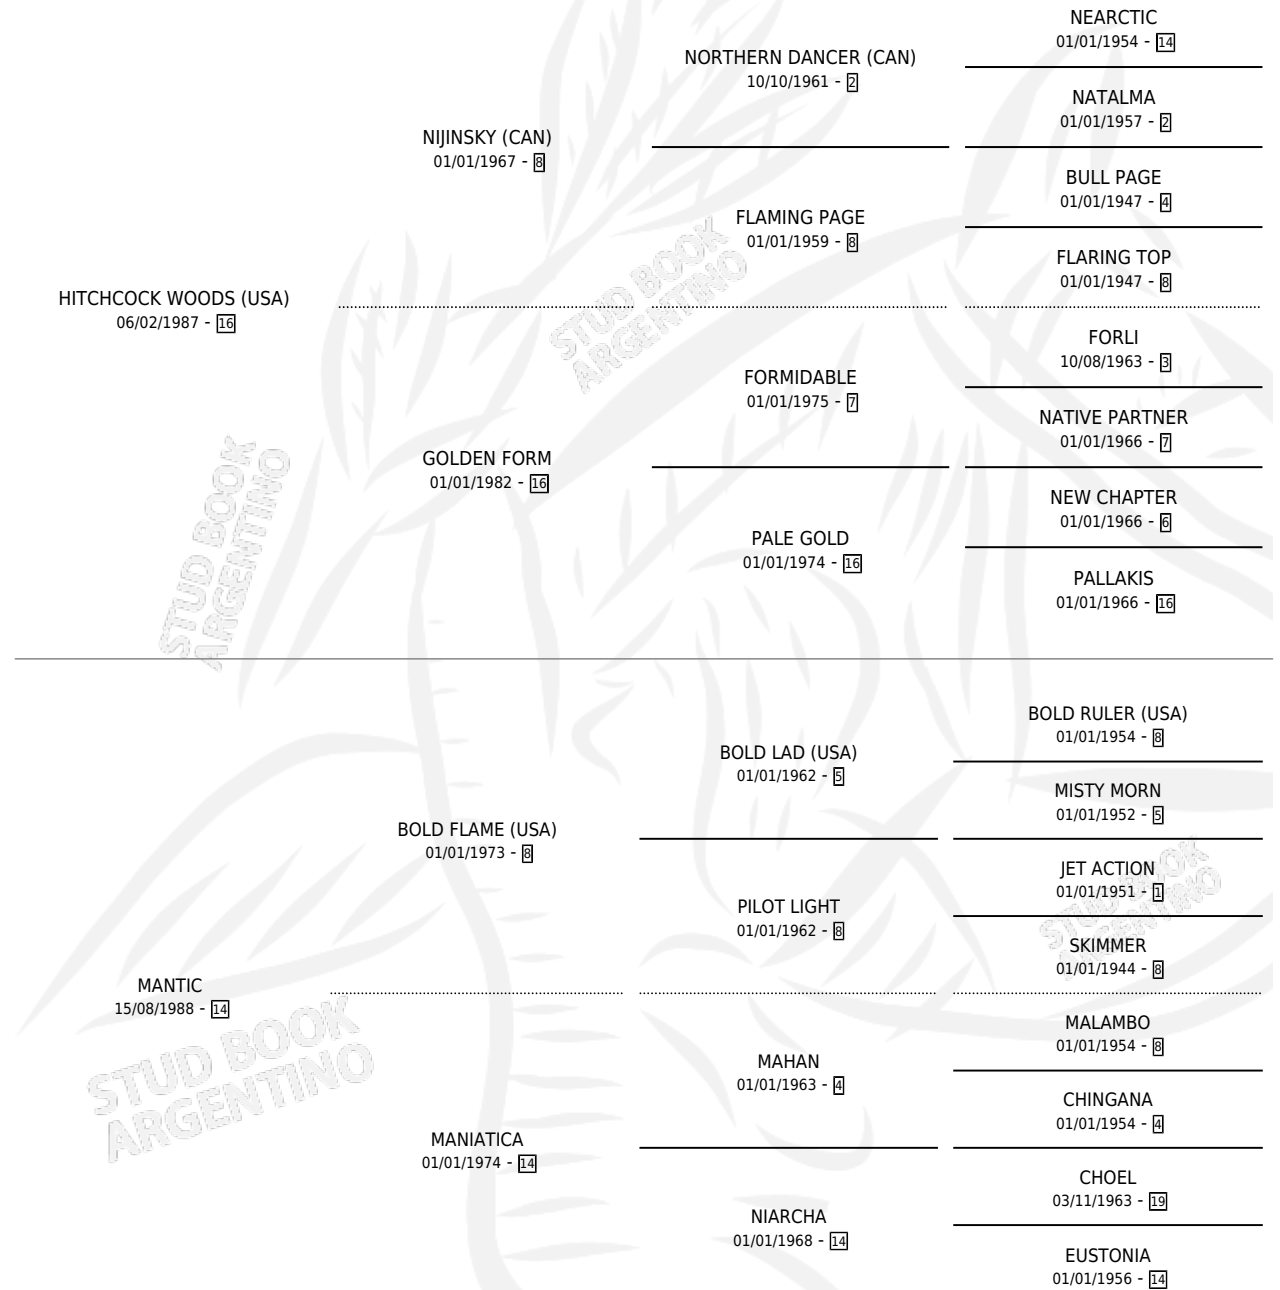 NEARCTIC
01/01/1954 - 14
NORTHERN DANCER (CAN)
10/10/1961 - 2
NATALMA
01/01/1957 - 2
NIJINSKY (CAN)
01/01/1967 - 8
BULL PAGE
01/01/1947 - 4
FLAMING PAGE
01/01/1959 - 8
FLARING TOP
01/01/1947 - 8
HITCHCOCK WOODS (USA)
06/02/1987 - 16
STUD BOOK
ARGENTINO
FORLI
10/08/1963 - 3
FORMIDABLE
01/01/1975 - 7
NATIVE PARTNER
01/01/1966 - 7
GOLDEN FORM
01/01/1982 - 16
NEW CHAPTER
01/01/1966 - 6
PALE GOLD
01/01/1974 - 16
PALLAKIS
01/01/1966 - 16
STUD BOOK
ARGENTINO
BOLD RULER (USA)
01/01/1954 - 8
BOLD LAD (USA)
01/01/1962 - 5
MISTY MORN
01/01/1952 - 5
BOLD FLAME (USA)
01/01/1973 - 8
JET ACTION
01/01/1951 - 1
PILOT LIGHT
01/01/1962 - 8
STUD BOOK
ARGENTINO
SKIMMER
01/01/1944 - 8
MANTIC
15/08/1988 - 14
STUD BOOK
ARGENTINO
MALAMBO
01/01/1954 - 8
MAHAN
01/01/1963 - 4
CHINGANA
01/01/1954 - 4
MANIATICA
01/01/1974 - 14
CHOEL
03/11/1963 - 19
NIARCHA
01/01/1968 - 14
EUSTONIA
01/01/1956 - 14